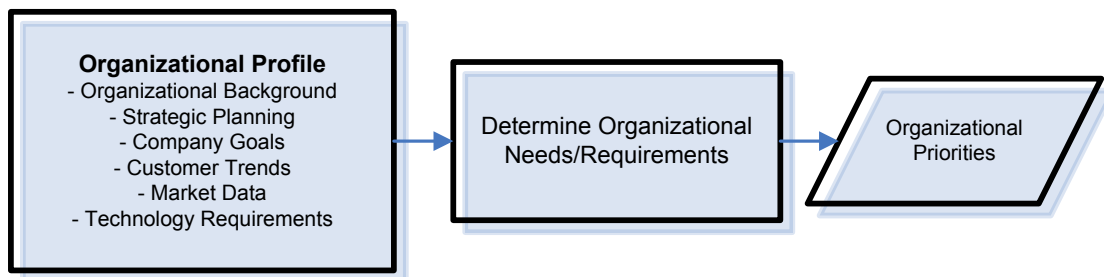 Organizational Profile
- Organizational Background
- Strategic Planning
- Company Goals
- Customer Trends
- Market Data
- Technology Requirements
Determine Organizational
Needs/Requirements
Organizational
Priorities